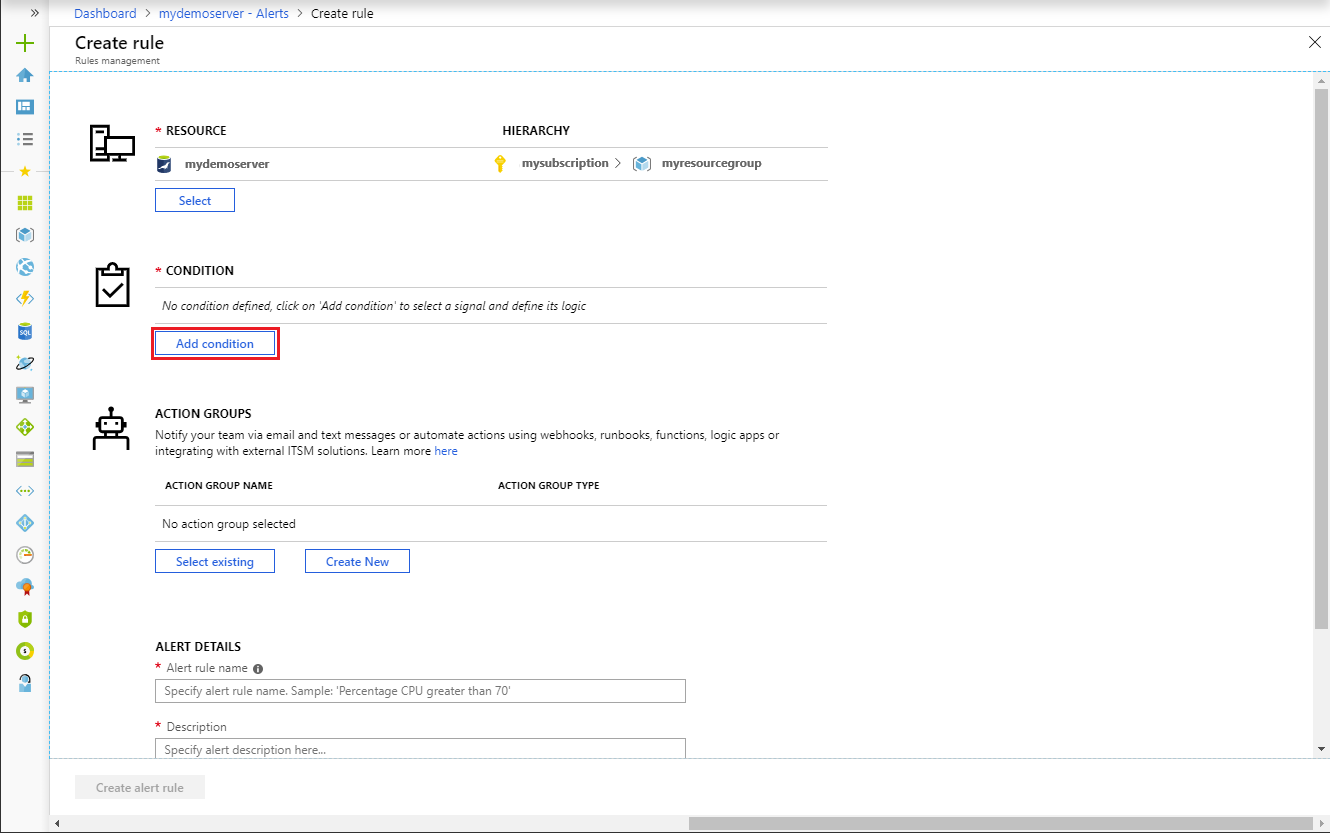 Dashboard > mydemoserver - Alerts > Create rule
Create rule
Rules management
* RESOURCE HIERARCHY
mydemoserver mysubscription > myresourcegroup
Select
* CONDITION
No condition defined, click on 'Add condition' to select a signal and define its logic
Add condition
ACTION GROUPS
Notify your team via email and text messages or automate actions using webhooks, runbooks, functions, logic apps or
integrating with external ITSM solutions. Learn more here
ACTION GROUP NAME ACTION GROUP TYPE
No action group selected
Select existing Create New
ALERT DETAILS
* Alert rule name
Specify alert rule name. Sample: 'Percentage CPU greater than 70'
* Description
Specify alert description here...
Create alert rule